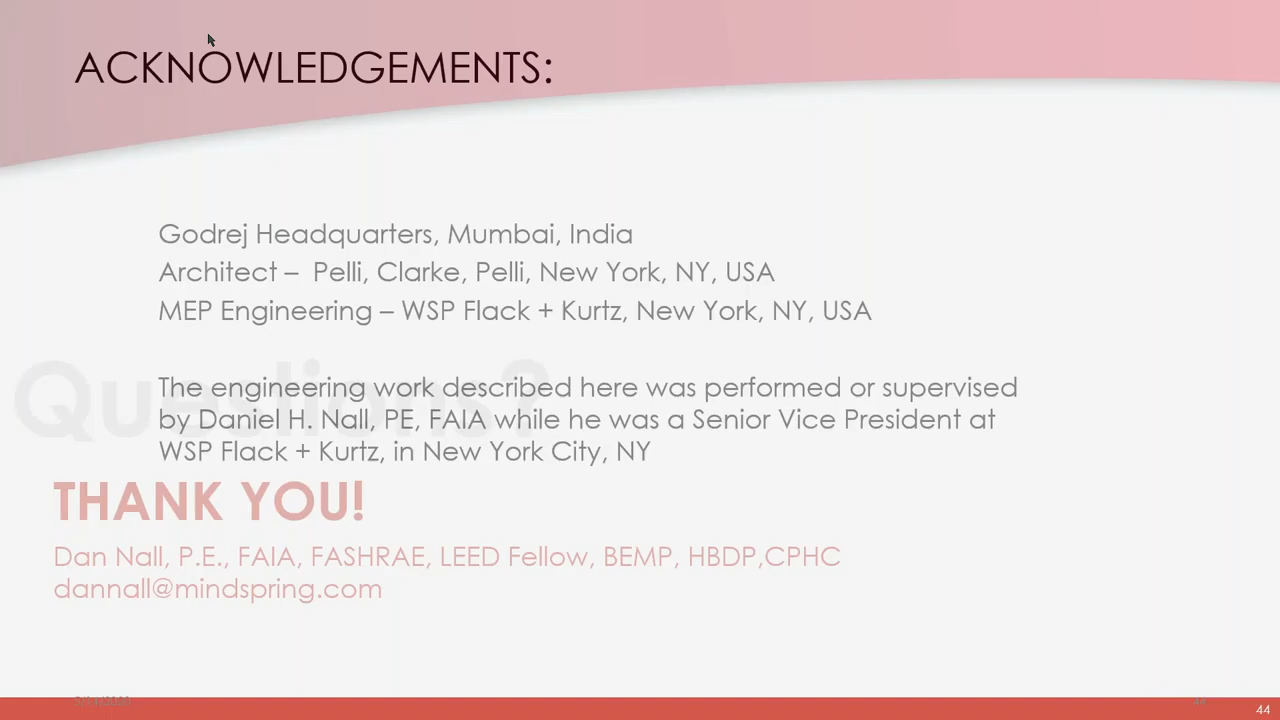 ACKNOWLEDGEMENTS:
Godrej Headquarters, Mumbai, India
Architect – Pelli, Clarke, Pelli, New York, NY, USA
MEP Engineering – WSP Flack + Kurtz, New York, NY, USA
Questions?
The engineering work described here was performed or supervised
by Daniel H. Nall, PE, FAIA while he was a Senior Vice President at
WSP Flack + Kurtz, in New York City, NY
THANK YOU!
Dan Nall, P.E., FAIA, FASHRAE, LEED Fellow, BEMP, HBDP,CPHC
dannall@mindspring.com
44
44